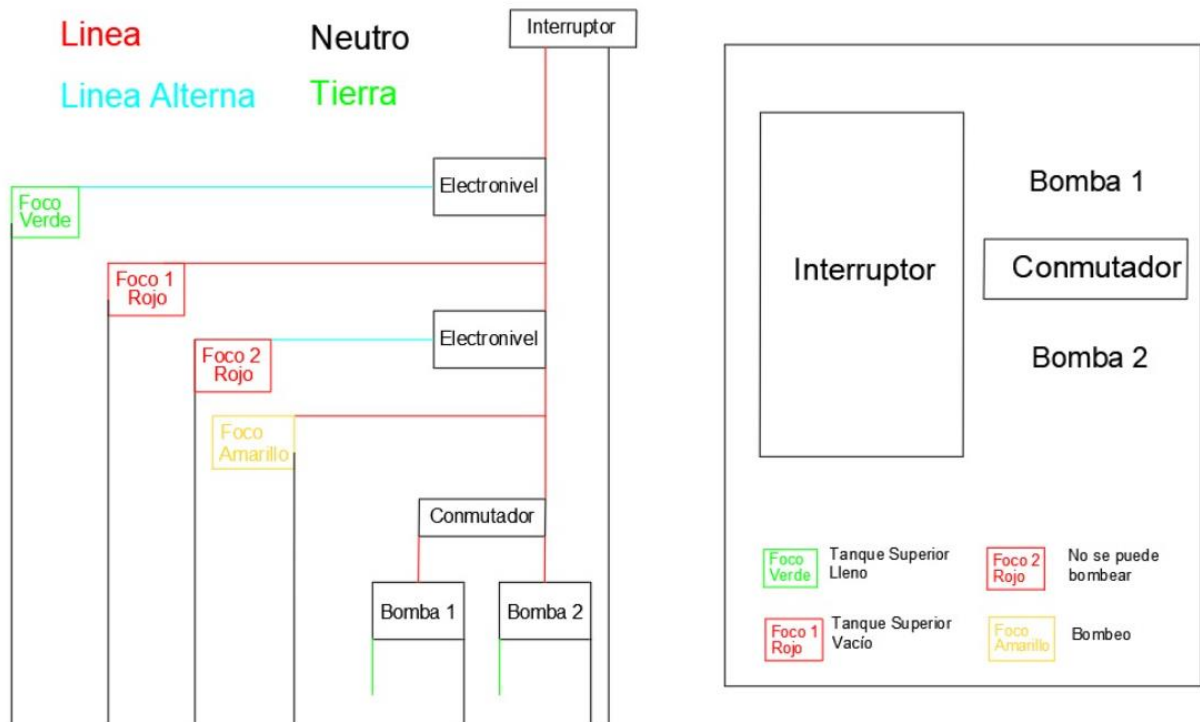 Linea
Neutro
Linea Alterna
Tierra
Interruptor
Electronivel
Foco
Verde
Foco 1
Rojo
Electronivel
Foco 2
Rojo
Foco
Amarillo
Conmutador
Bomba 1
Bomba 2
Interruptor
Bomba 1
Conmutador
Bomba 2
Foco
Verde
Tanque Superior
Lleno
Foco 2
Rojo
No se puede
bombear
Foco 1
Rojo
Tanque Superior
Vacío
Foco
Amarillo
Bombeo